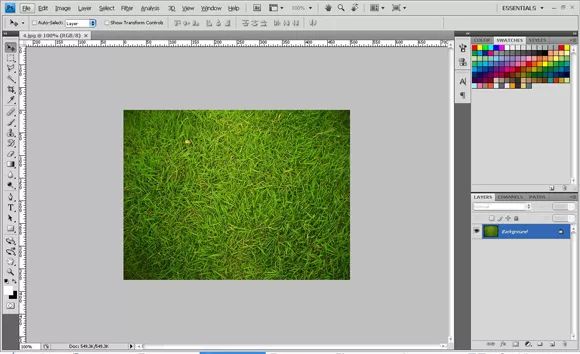 Ps File Edit Image Layer Select Filter Analysis 3D View Window Help 100% ESSENTIALS
Auto-Select: Layer Show Transform Controls
4.jpg @ 100% (RGB/8)
COLOR SWATCHES STYLES
A
T
LAYERS CHANNELS PATHS
Background
100% Doc: 549.3K/549.3K